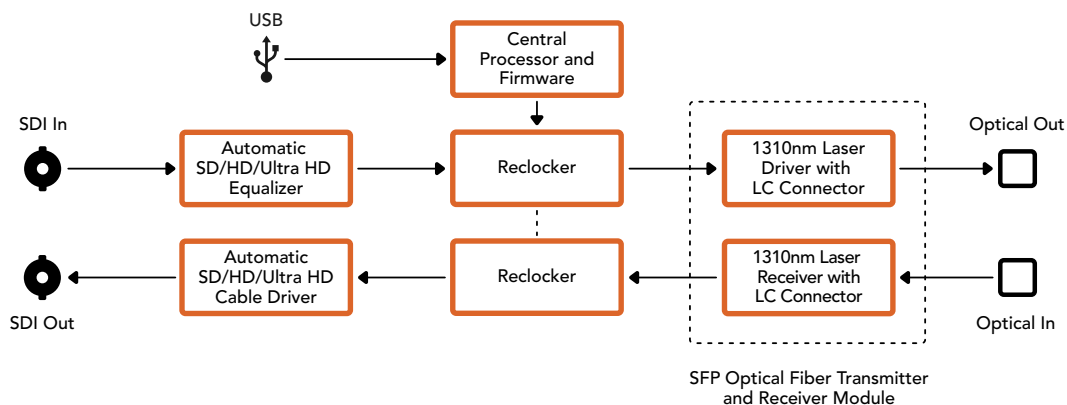 USB
Central
Processor and
Firmware
SDI In
Automatic
SD/HD/Ultra HD
Equalizer
Reclocker
1310nm Laser
Driver with
LC Connector
Optical Out
Automatic
SD/HD/Ultra HD
Cable Driver
Reclocker
1310nm Laser
Receiver with
LC Connector
SDI Out
Optical In
SFP Optical Fiber Transmitter
and Receiver Module